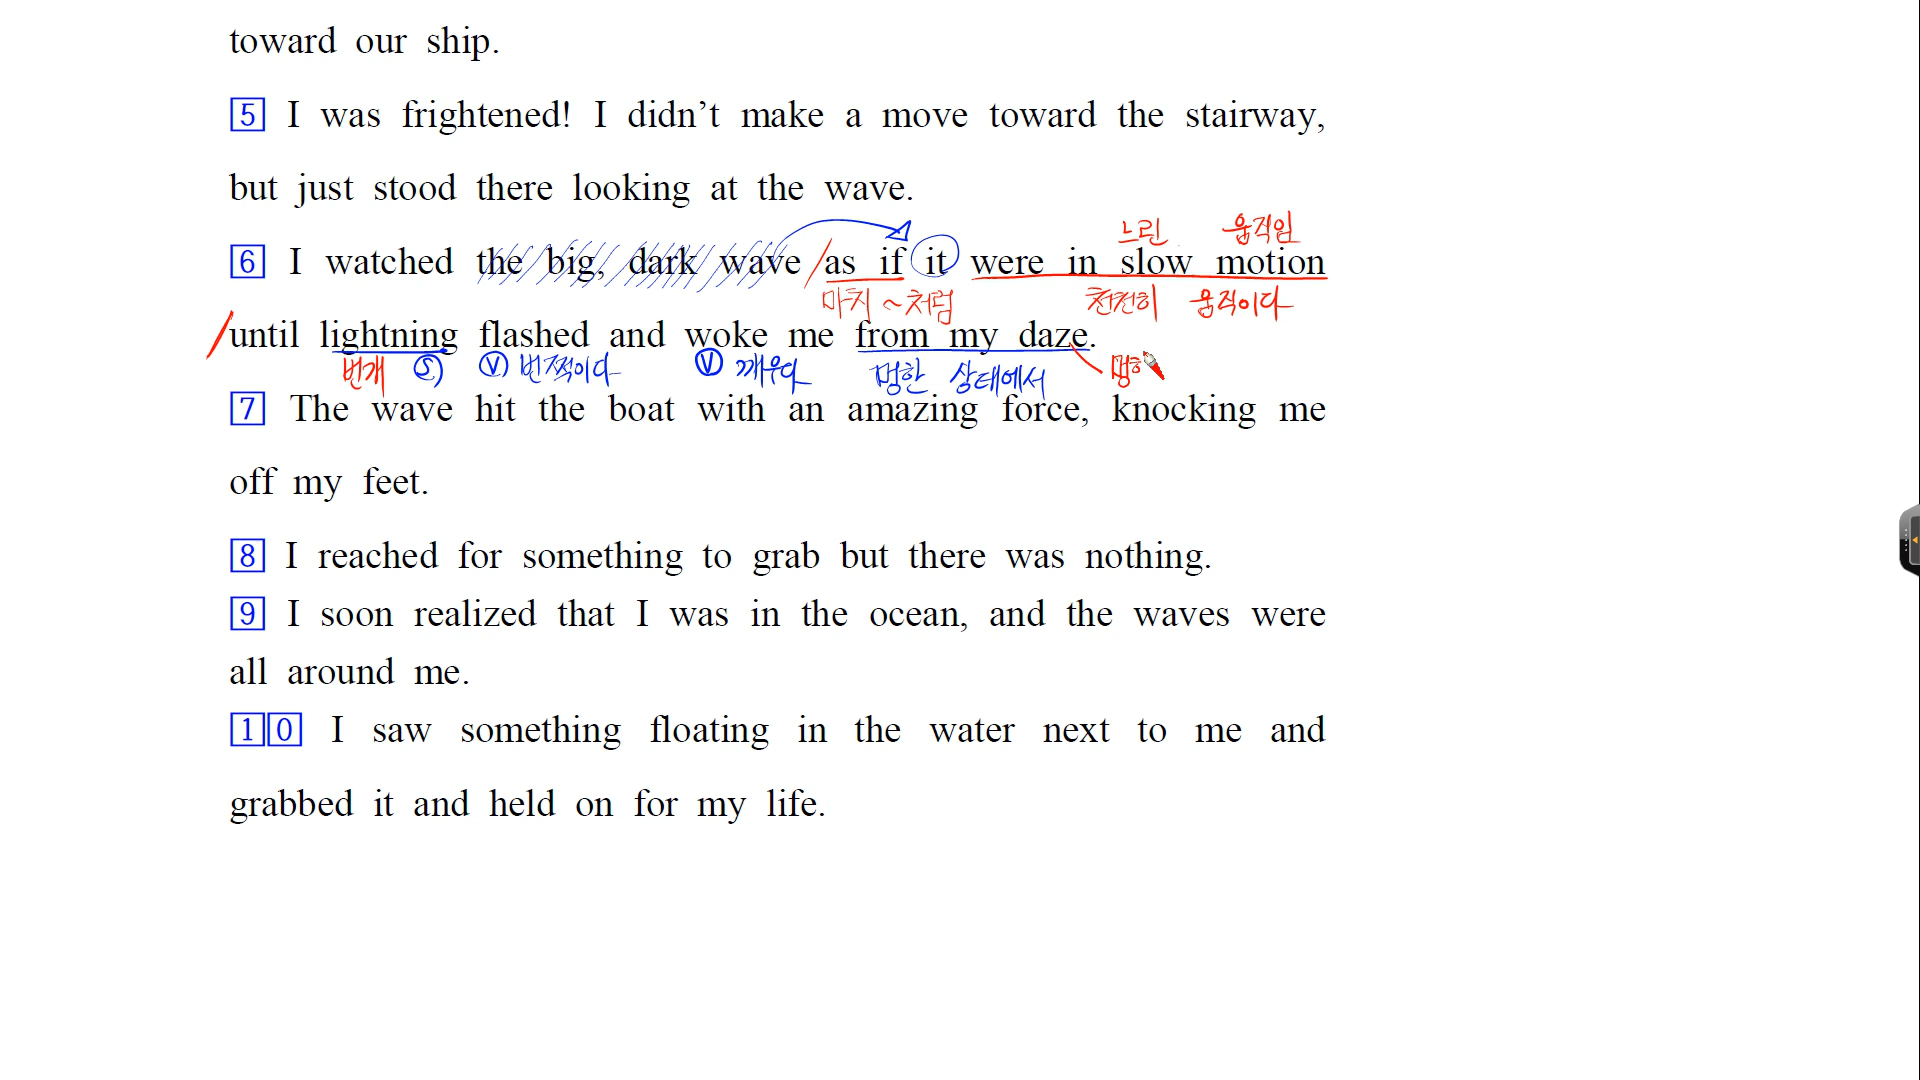 toward our ship.
5 I was frightened! I didn't make a move toward the stairway,
but just stood there looking at the wave.
느린 움직임
6 I watched the big, dark wave as if it were in slow motion
마치 ~처럼 천천히 움직이다
until lightning flashed and woke me from my daze.
번개 S V 번쩍이다 V 깨우다 멍한 상태에서 멍하
7 The wave hit the boat with an amazing force, knocking me
off my feet.
8 I reached for something to grab but there was nothing.
9 I soon realized that I was in the ocean, and the waves were
all around me.
10 I saw something floating in the water next to me and
grabbed it and held on for my life.